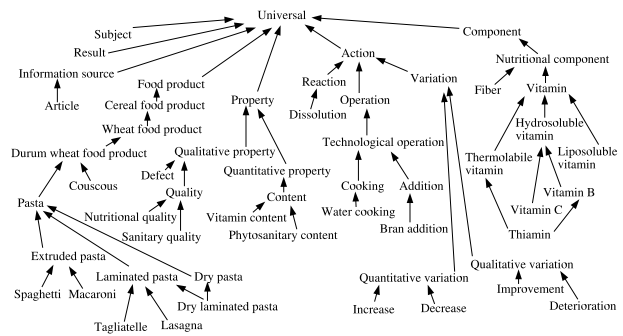 Universal
Subject
Component
Result
Action
Nutritional component
Information source
Food product
Reaction
Variation
Fiber
Vitamin
Article
Cereal food product
Property
Operation
Dissolution
Hydrosoluble
vitamin
Wheat food product
Technological operation
Durum wheat food product
Qualitative property
Thermolabile
vitamin
Liposoluble
vitamin
Defect
Quantitative property
Couscous
Quality
Content
Cooking
Addition
Vitamin B
Pasta
Nutritional quality
Vitamin content
Water cooking
Vitamin C
Sanitary quality
Phytosanitary content
Bran addition
Thiamin
Extruded pasta
Laminated pasta
Dry pasta
Quantitative variation
Qualitative variation
Spaghetti
Macaroni
Dry laminated pasta
Increase
Decrease
Improvement
Deterioration
Tagliatelle
Lasagna